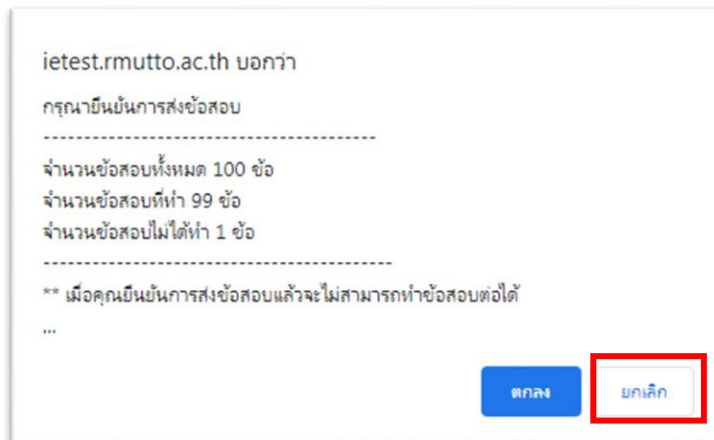 ietest.rmutto.ac.th บอกว่า
กรุณายืนยันการส่งข้อสอบ
----------------------------------------
จำนวนข้อสอบทั้งหมด 100 ข้อ
จำนวนข้อสอบที่ทำ 99 ข้อ
จำนวนข้อสอบไม่ได้ทำ 1 ข้อ
------------------------------------------
** เมื่อคุณยืนยันการส่งข้อสอบแล้วจะไม่สามารถทำข้อสอบต่อได้
...
ตกลง ยกเลิก